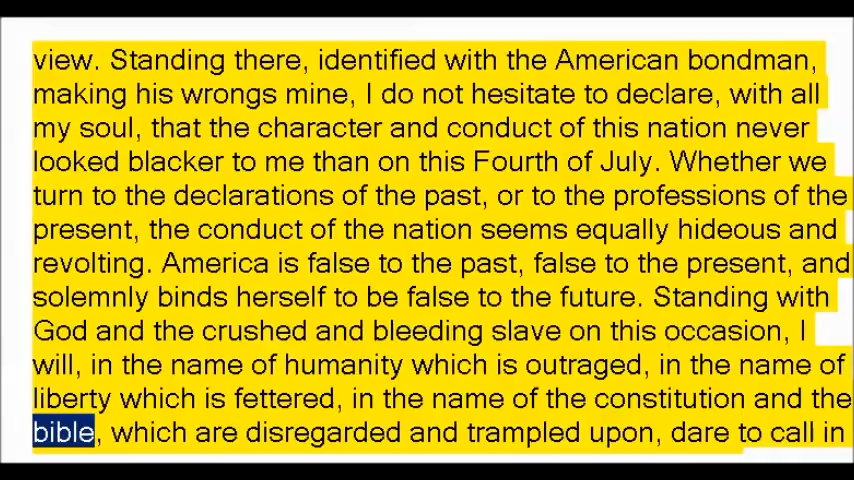 view. Standing there, identified with the American bondman,
making his wrongs mine, I do not hesitate to declare, with all
my soul, that the character and conduct of this nation never
looked blacker to me than on this Fourth of July. Whether we
turn to the declarations of the past, or to the professions of the
present, the conduct of the nation seems equally hideous and
revolting. America is false to the past, false to the present, and
solemnly binds herself to be false to the future. Standing with
God and the crushed and bleeding slave on this occasion, I
will, in the name of humanity which is outraged, in the name of
liberty which is fettered, in the name of the constitution and the
bible, which are disregarded and trampled upon, dare to call in